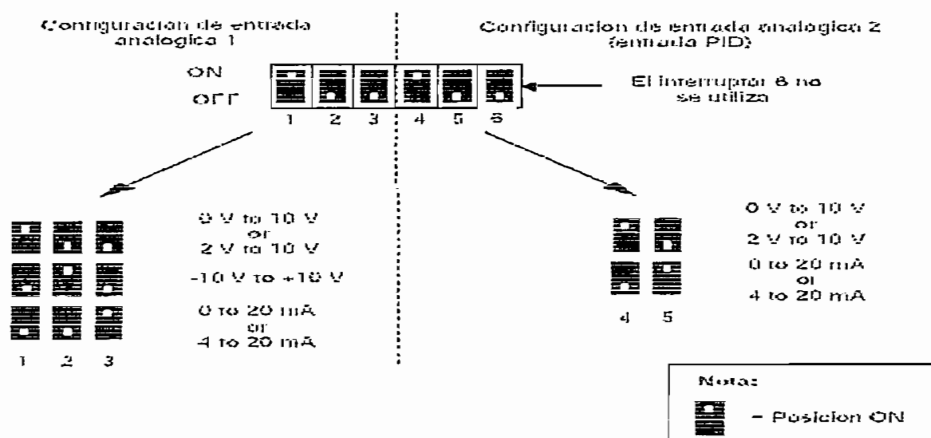 Configuracion de entrada
analogica 1
Configuracion de entrada analogica 2
(entrada PID)
ON
OFF
El interruptor 6 no
se utiliza
1 2 3 4 5 6
0 V to 10 V
or
2 V to 10 V
-10 V to +10 V
0 to 20 mA
or
4 to 20 mA
1 2 3
0 V to 10 V
or
2 V to 10 V
0 to 20 mA
or
4 to 20 mA
4 5
Nota:
= Posicion ON